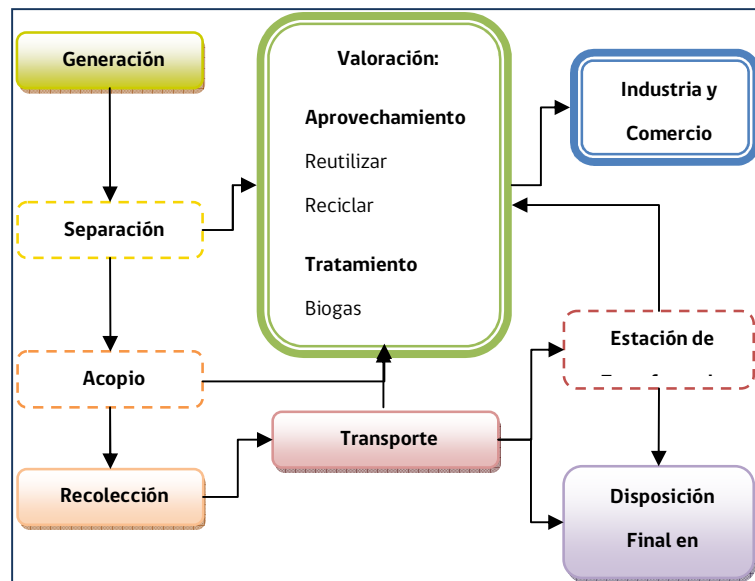 Generación
Valoración:
Aprovechamiento
Reutilizar
Reciclar
Tratamiento
Biogas
Industria y
Comercio
Separación
Acopio
Recolección
Transporte
Estación de
Disposición
Final en